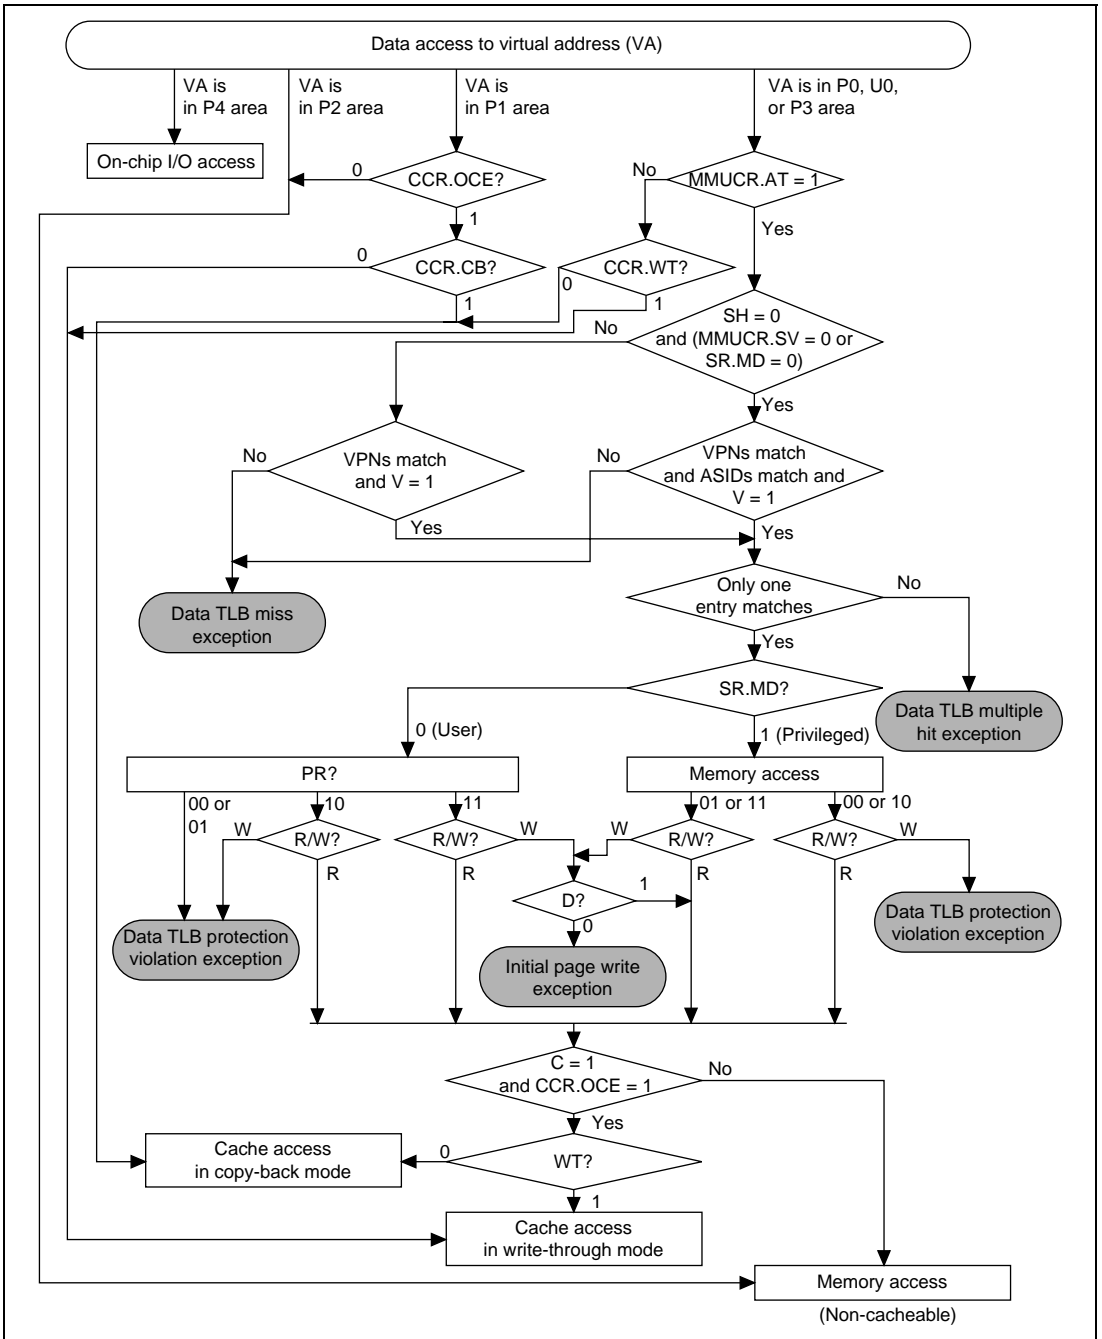 Data access to virtual address (VA)
VA is
in P4 area
VA is
in P2 area
VA is
in P1 area
VA is in P0, U0,
or P3 area
On-chip I/O access
0
CCR.OCE?
1
No
MMUCR.AT = 1
Yes
0
CCR.CB?
1
0
CCR.WT?
1
No
SH = 0
and (MMUCR.SV = 0 or
SR.MD = 0)
Yes
No
VPNs match
and V = 1
Yes
No
VPNs match
and ASIDs match and
V = 1
Yes
Only one
entry matches
No
Yes
Data TLB miss
exception
SR.MD?
0 (User)
1 (Privileged)
Data TLB multiple
hit exception
PR?
Memory access
00 or
01
10
11
01 or 11
00 or 10
W
R/W?
R
R/W?
W
R
W
R/W?
R
R/W?
W
R
D?
1
0
Data TLB protection
violation exception
Initial page write
exception
Data TLB protection
violation exception
C = 1
and CCR.OCE = 1
No
Yes
Cache access
in copy-back mode
0
WT?
1
Cache access
in write-through mode
Memory access
(Non-cacheable)